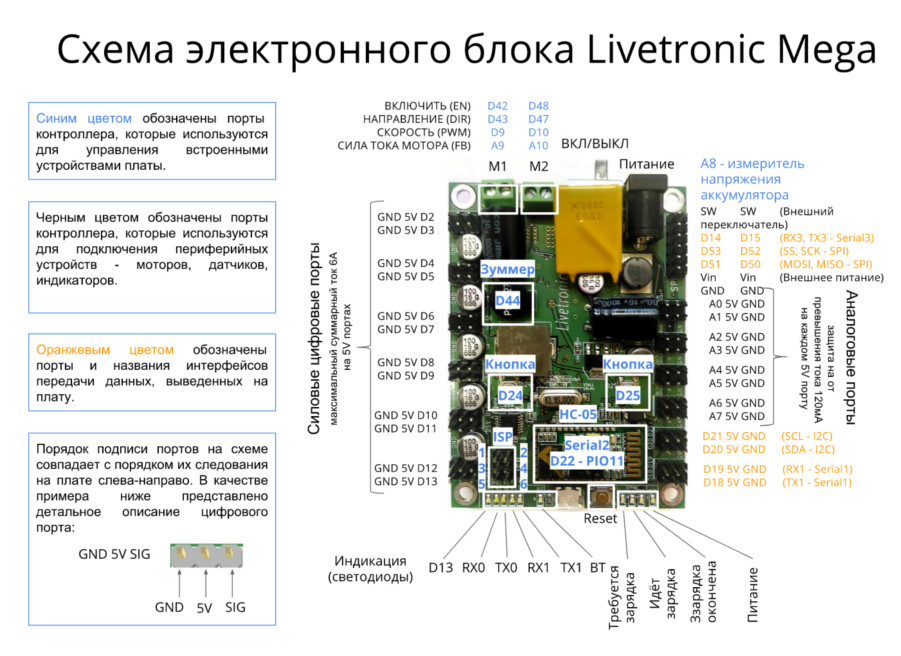 Схема электронного блока Livetronic Mega
Синим цветом обозначены порты
контроллера, которые используются
для управления встроенными
устройствами платы.
Черным цветом обозначены порты
контроллера, которые используются
для подключения периферийных
устройств - моторов, датчиков,
индикаторов.
Оранжевым цветом обозначены
порты и названия интерфейсов
передачи данных, выведенных на
плату.
Порядок подписи портов на схеме
совпадает с порядком их следования
на плате слева-направо. В качестве
примера ниже представлено
детальное описание цифрового
порта:
GND 5V SIG
GND 5V SIG
ВКЛЮЧИТЬ (EN) D42 D48
НАПРАВЛЕНИЕ (DIR) D43 D47
СКОРОСТЬ (PWM) D9 D10
СИЛА ТОКА МОТОРА (FB) A9 A10
M1 M2
ВКЛ/ВЫКЛ
Питание
Силовые цифровые порты
максимальный суммарный ток 6А
на 5V портах
GND 5V D2
GND 5V D3
GND 5V D4
GND 5V D5
GND 5V D6
GND 5V D7
GND 5V D8
GND 5V D9
GND 5V D10
GND 5V D11
GND 5V D12
GND 5V D13
Зуммер
D44
Livetroni
Кнопка
D24
Кнопка
D25
HC-05
ISP
1 2
3 4
5 6
Serial2
D22 - PIO11
Reset
A8 - измеритель
напряжения
аккумулятора
SW SW (Внешний
переключатель)
D14 D15 (RX3, TX3 - Serial3)
D53 D52 (SS, SCK - SPI)
D51 D50 (MOSI, MISO - SPI)
Vin Vin (Внешнее питание)
GND GND
A0 5V GND
A1 5V GND
A2 5V GND
A3 5V GND
A4 5V GND
A5 5V GND
A6 5V GND
A7 5V GND
Аналоговые порты
защита на от
превышения тока 120мА
на каждом 5V порту
D21 5V GND (SCL - I2C)
D20 5V GND (SDA - I2C)
D19 5V GND (RX1 - Serial1)
D18 5V GND (TX1 - Serial1)
Индикация
(светодиоды)
D13 RX0 TX0 RX1 TX1 BT
Требуется
зарядка
Идёт
зарядка
Ззарядка
окончена
Питание